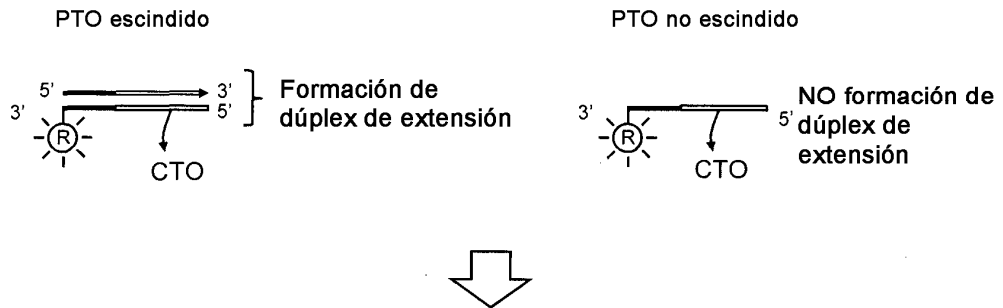 PTO escindido
PTO no escindido
5' 3'
3' 5'
R
CTO
Formación de
dúplex de extensión
3' 5'
R
CTO
NO formación de
dúplex de
extensión